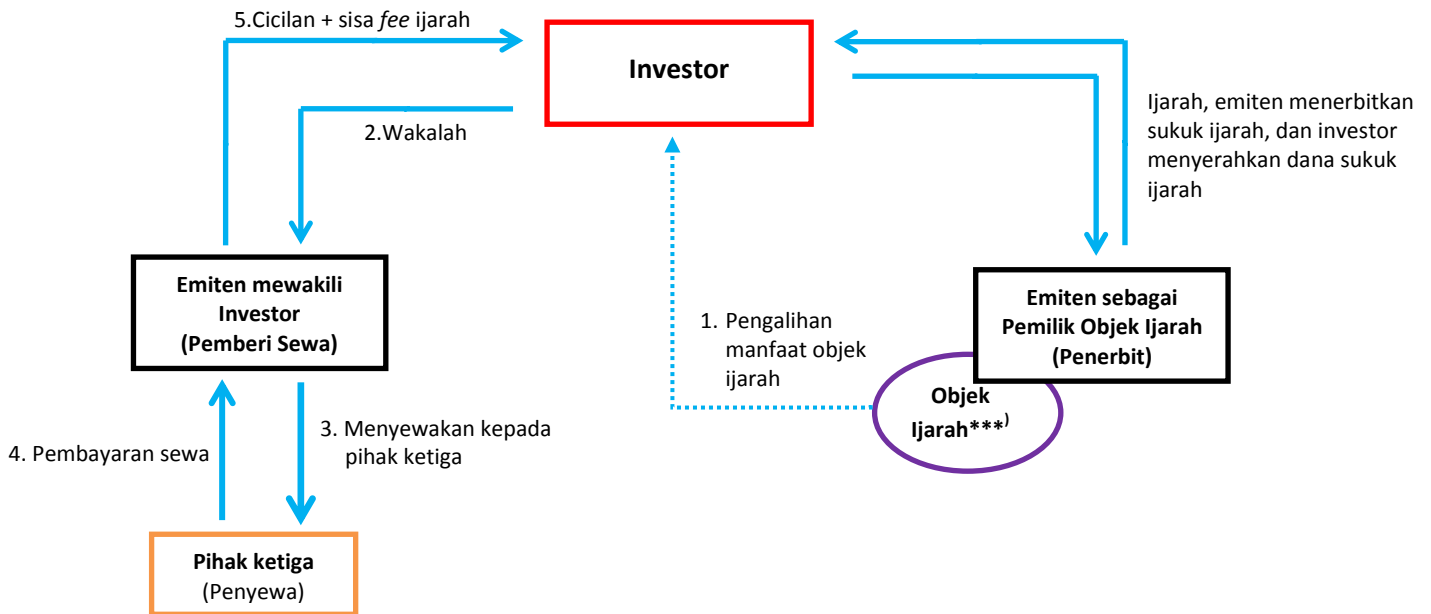 5.Cicilan + sisa fee ijarah
Investor
2.Wakalah
Ijarah, emiten menerbitkan
sukuk ijarah, dan investor
menyerahkan dana sukuk
ijarah
Emiten mewakili
Investor
(Pemberi Sewa)
Emiten sebagai
Pemilik Objek Ijarah
(Penerbit)
1. Pengalihan
manfaat objek
ijarah
Objek
Ijarah***)
3. Menyewakan kepada
pihak ketiga
4. Pembayaran sewa
Pihak ketiga
(Penyewa)